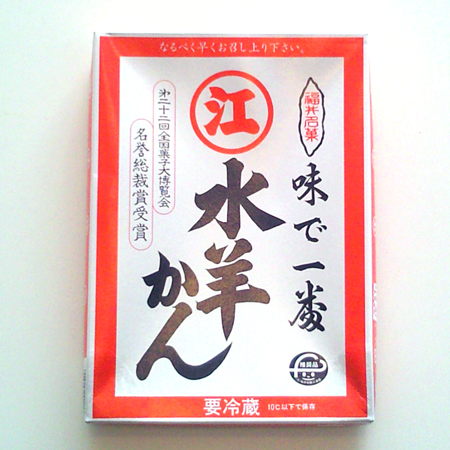 なるべく早くお召し上り下さい。
福井名菓
味で一番
江
水羊かん
第二十二回全国菓子大博覧会
名誉総裁賞受賞
推奨品
要冷蔵 10℃以下で保存